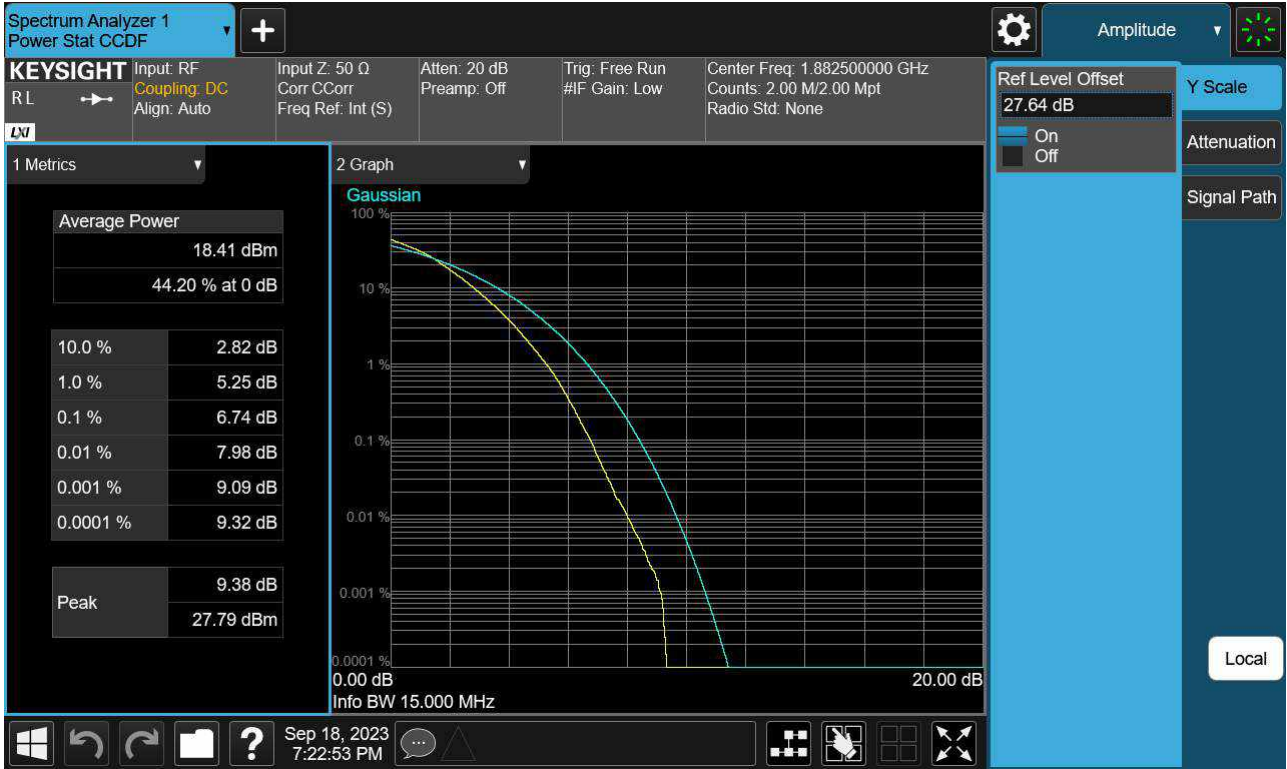 Spectrum Analyzer 1
Power Stat CCDF
+
Amplitude
KEYSIGHT
RL
LXI
Input: RF
Coupling: DC
Align: Auto
Input Z: 50 Ω
Corr CCorr
Freq Ref: Int (S)
Atten: 20 dB
Preamp: Off
Trig: Free Run
#IF Gain: Low
Center Freq: 1.882500000 GHz
Counts: 2.00 M/2.00 Mpt
Radio Std: None
Ref Level Offset
27.64 dB
On
Off
Y Scale
Attenuation
Signal Path
Local
1 Metrics
Average Power
18.41 dBm
44.20 % at 0 dB
10.0 % 2.82 dB
1.0 % 5.25 dB
0.1 % 6.74 dB
0.01 % 7.98 dB
0.001 % 9.09 dB
0.0001 % 9.32 dB
Peak
9.38 dB
27.79 dBm
2 Graph
Gaussian
100 %
10 %
1 %
0.1 %
0.01 %
0.001 %
0.0001 %
0.00 dB 20.00 dB
Info BW 15.000 MHz
?
Sep 18, 2023
7:22:53 PM